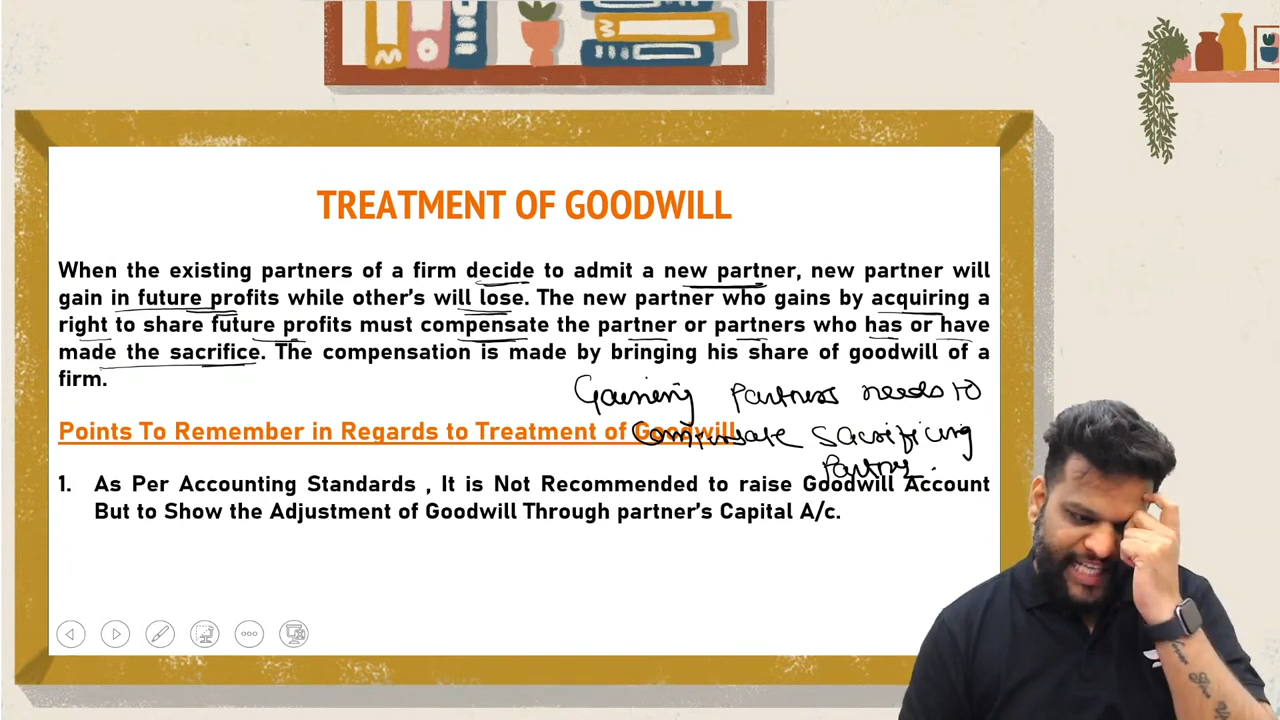 TREATMENT OF GOODWILL
When the existing partners of a firm decide to admit a new partner, new partner will
gain in future profits while other's will lose. The new partner who gains by acquiring a
right to share future profits must compensate the partner or partners who has or have
made the sacrifice. The compensation is made by bringing his share of goodwill of a
firm.
Gaining Partners needs to
Compensate Sacrificing
Partner.
Points To Remember in Regards to Treatment of Goodwill
1. As Per Accounting Standards , It is Not Recommended to raise Goodwill Account
But to Show the Adjustment of Goodwill Through partner's Capital A/c.